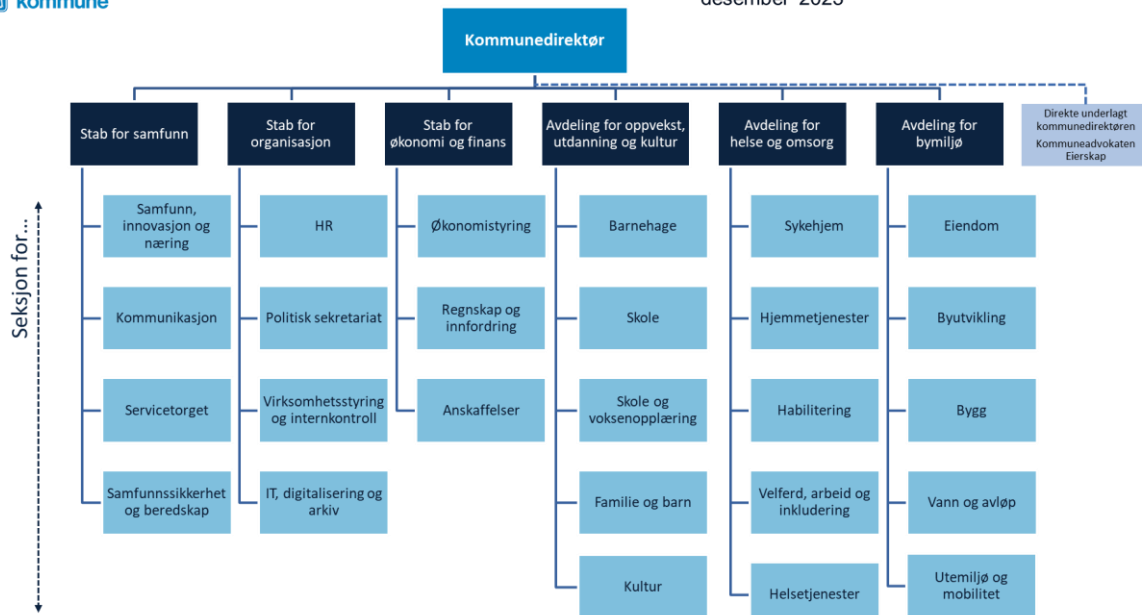 kommune
desember 2025
Kommunedirektør
Stab for samfunn
Stab for
organisasjon
Stab for
økonomi og finans
Avdeling for oppvekst,
utdanning og kultur
Avdeling for
helse og omsorg
Avdeling for
bymiljø
Direkte underlagt
kommunedirektøren
Kommuneadvokaten
Eierskap
Seksjon for...
Samfunn,
innovasjon og
næring
HR
Økonomistyring
Barnehage
Sykehjem
Eiendom
Kommunikasjon
Politisk sekretariat
Regnskap og
innfordring
Skole
Hjemmetjenester
Byutvikling
Servicetorget
Virksomhetsstyring
og internkontroll
Anskaffelser
Skole og
voksenopplæring
Habilitering
Bygg
Samfunnssikkerhet
og beredskap
IT, digitalisering og
arkiv
Familie og barn
Velferd, arbeid og
inkludering
Vann og avløp
Kultur
Helsetjenester
Utemiljø og
mobilitet